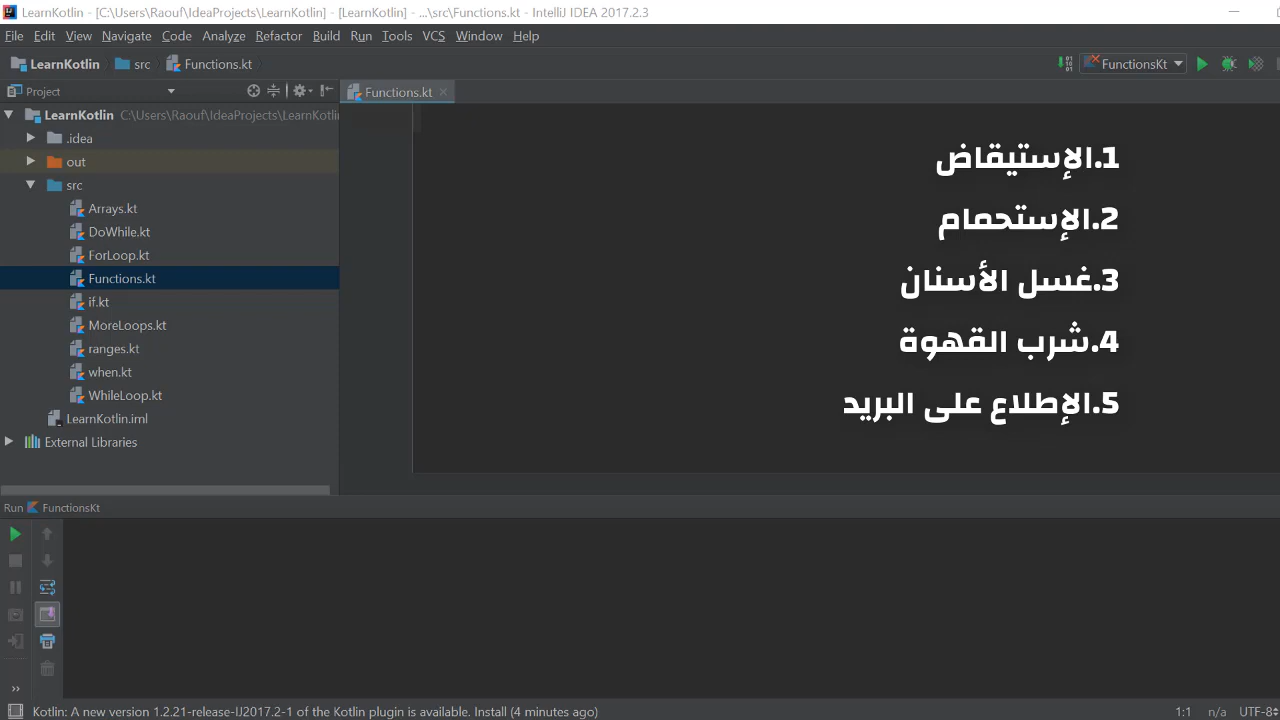 LearnKotlin - [C:\Users\Raouf\IdeaProjects\LearnKotlin] - [LearnKotlin] - ...\src\Functions.kt - IntelliJ IDEA 2017.2.3
File Edit View Navigate Code Analyze Refactor Build Run Tools VCS Window Help
LearnKotlin src Functions.kt FunctionsKt
Project
Functions.kt
LearnKotlin C:\Users\Raouf\IdeaProjects\LearnKotlin
.idea
out
src
Arrays.kt
DoWhile.kt
ForLoop.kt
Functions.kt
if.kt
MoreLoops.kt
ranges.kt
when.kt
WhileLoop.kt
LearnKotlin.iml
External Libraries
1.الإستيقاض
2.الإستحمام
3.غسل الأسنان
4.شرب القهوة
5.الإطلاع على البريد
Run FunctionsKt
Kotlin: A new version 1.2.21-release-IJ2017.2-1 of the Kotlin plugin is available. Install (4 minutes ago) 1:1 n/a UTF-8